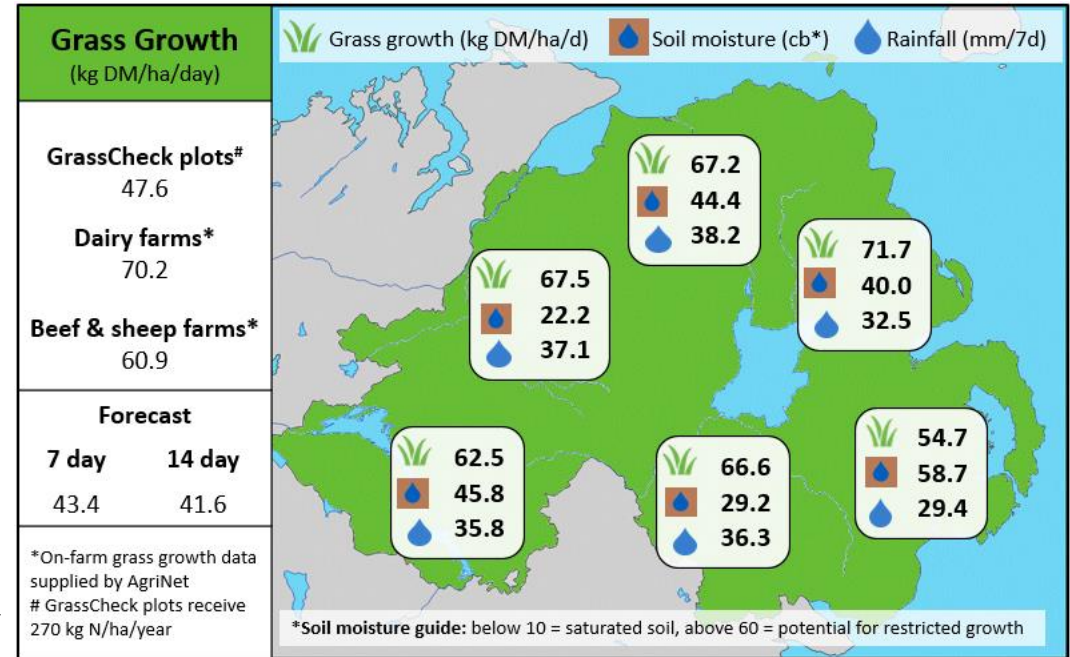 Grass Growth
(kg DM/ha/day)
GrassCheck plots#
47.6
Dairy farms*
70.2
Beef & sheep farms*
60.9
Forecast
7 day 14 day
43.4 41.6
*On-farm grass growth data
supplied by AgriNet
# GrassCheck plots receive
270 kg N/ha/year
Grass growth (kg DM/ha/d) Soil moisture (cb*) Rainfall (mm/7d)
67.2
44.4
38.2
71.7
40.0
32.5
67.5
22.2
37.1
62.5
45.8
35.8
66.6
29.2
36.3
54.7
58.7
29.4
*Soil moisture guide: below 10 = saturated soil, above 60 = potential for restricted growth